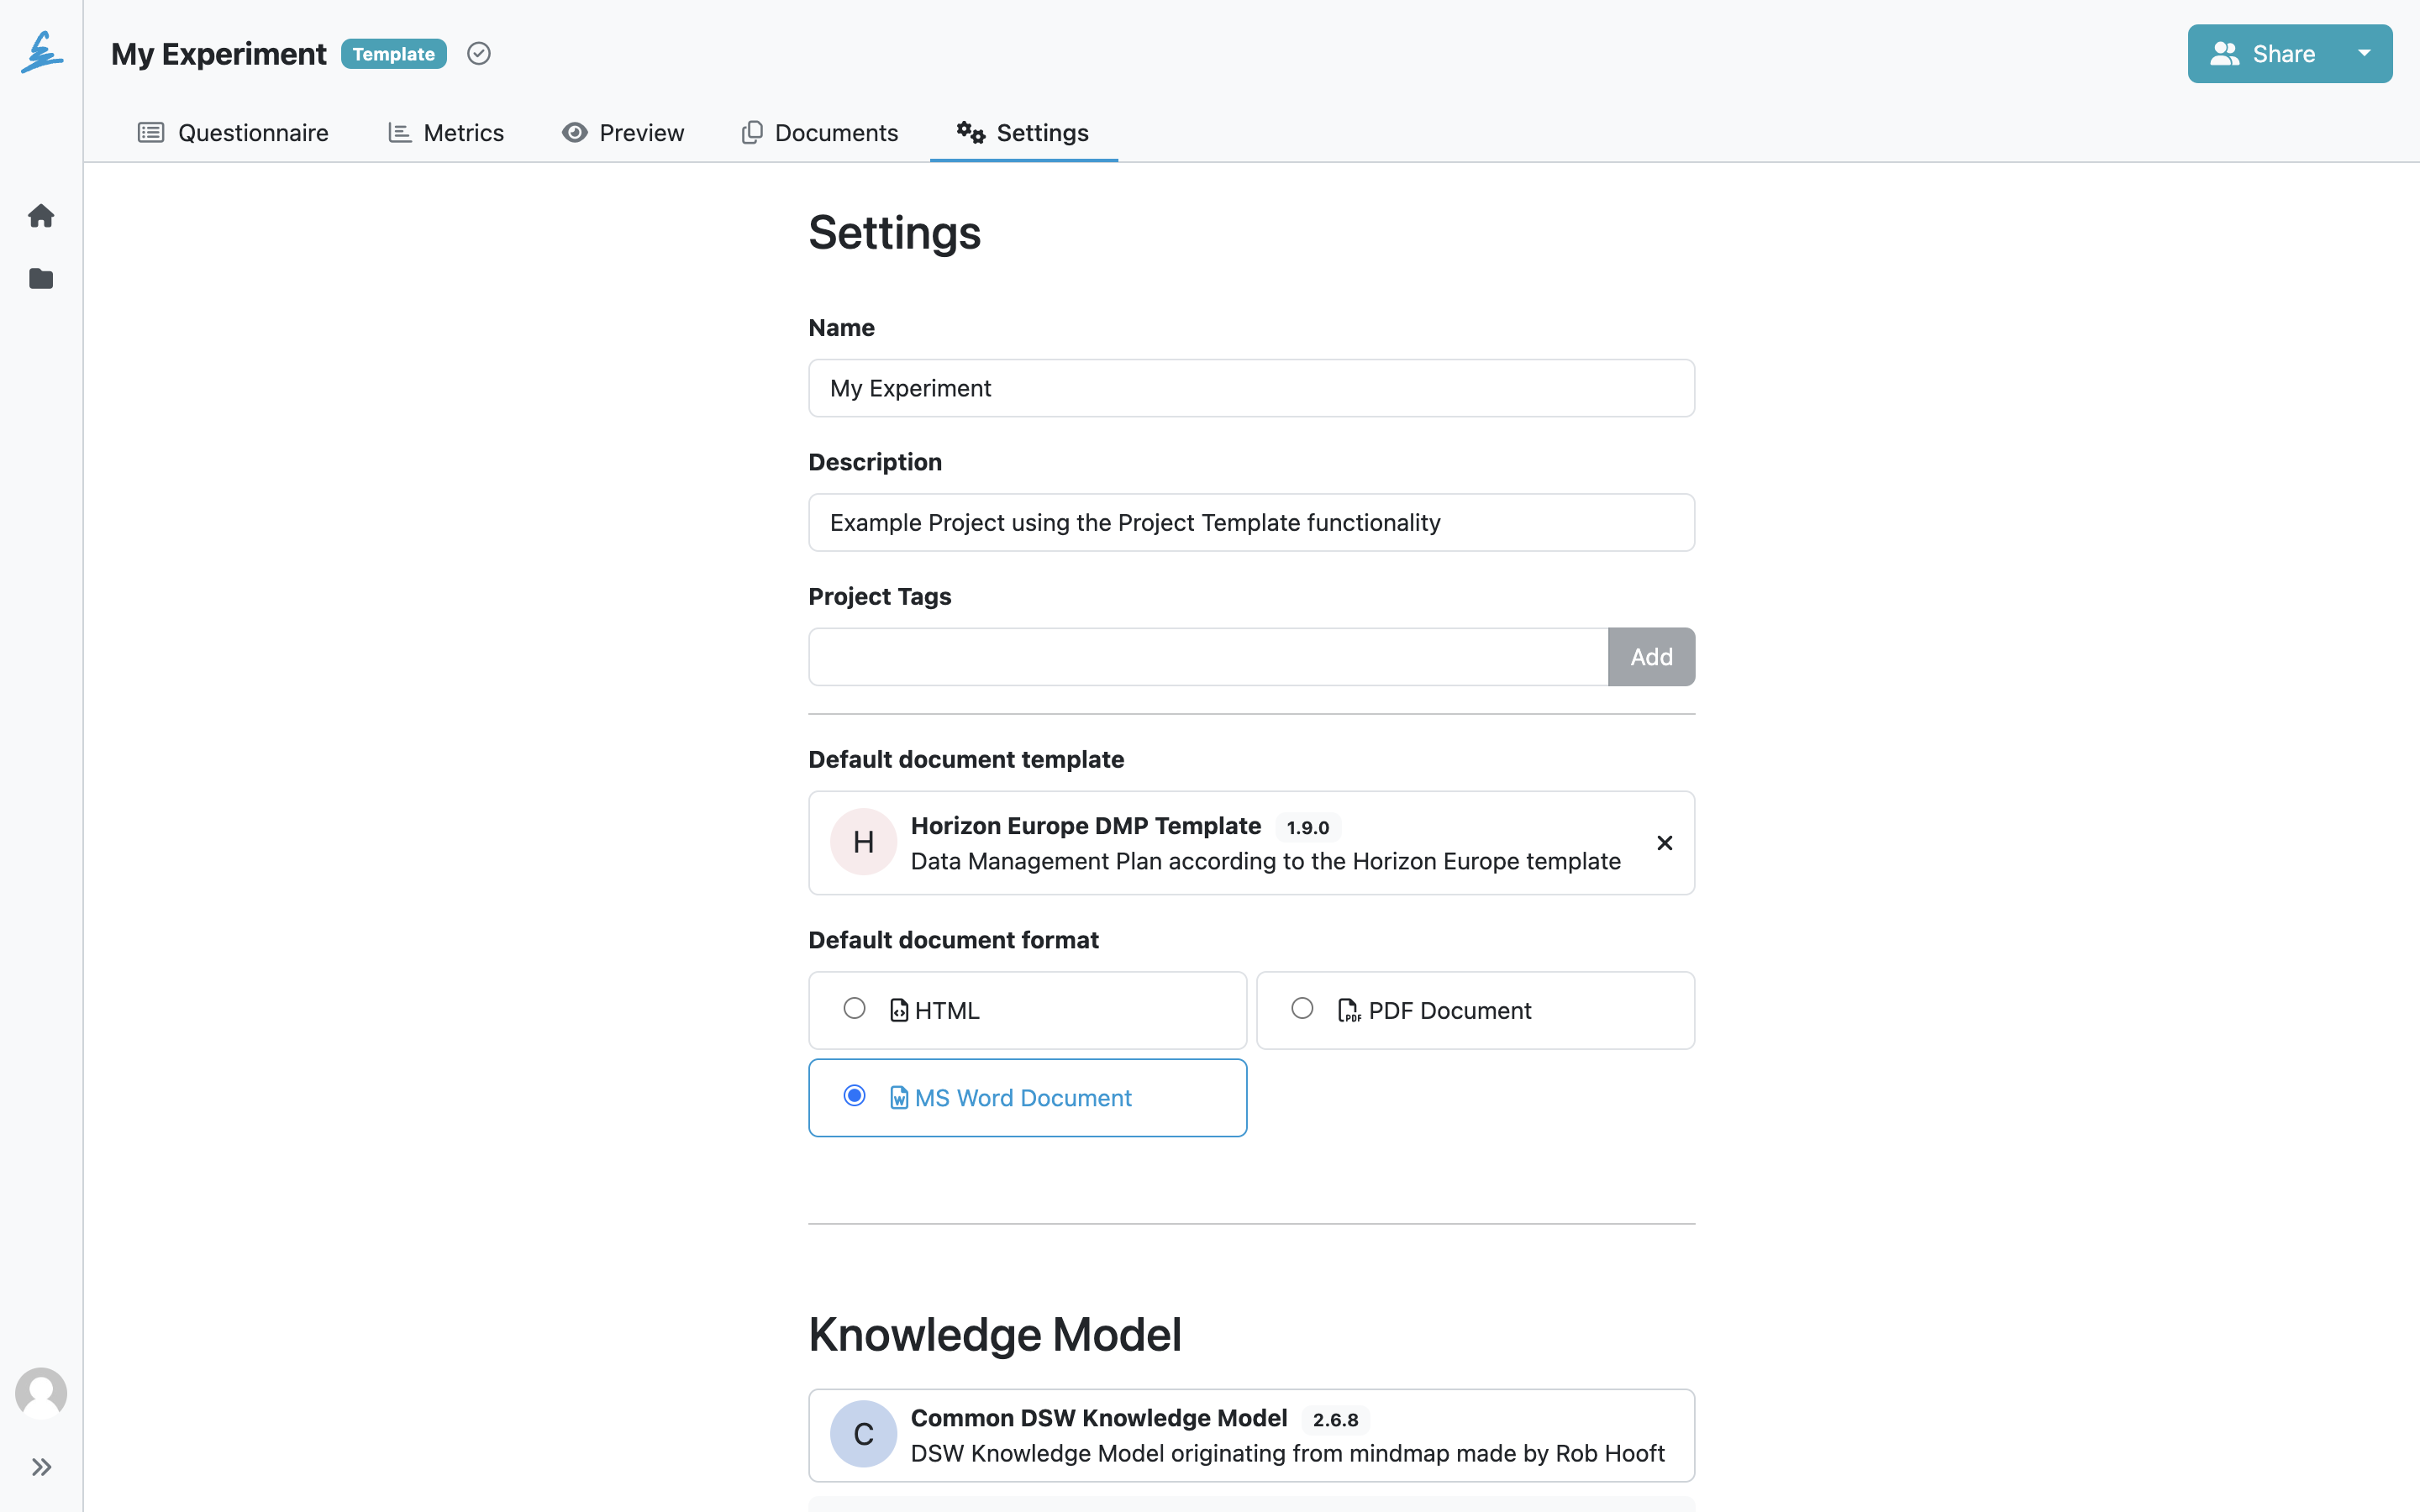 My Experiment Template
Share
Questionnaire Metrics Preview Documents Settings
Settings
Name
My Experiment
Description
Example Project using the Project Template functionality
Project Tags
Add
Default document template
H
Horizon Europe DMP Template 1.9.0
Data Management Plan according to the Horizon Europe template
Default document format
HTML
PDF PDF Document
W MS Word Document
Knowledge Model
C
Common DSW Knowledge Model 2.6.8
DSW Knowledge Model originating from mindmap made by Rob Hooft